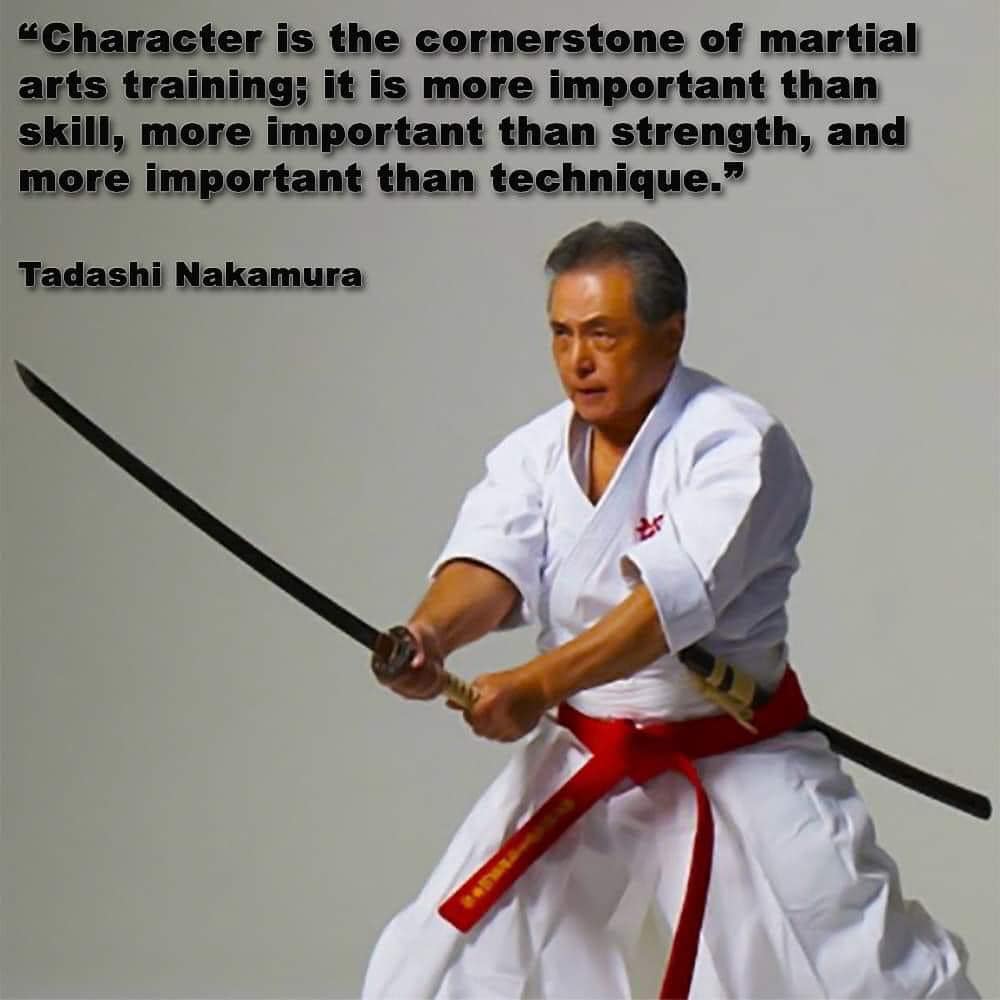 “Character is the cornerstone of martial
arts training; it is more important than
skill, more important than strength, and
more important than technique.”
Tadashi Nakamura